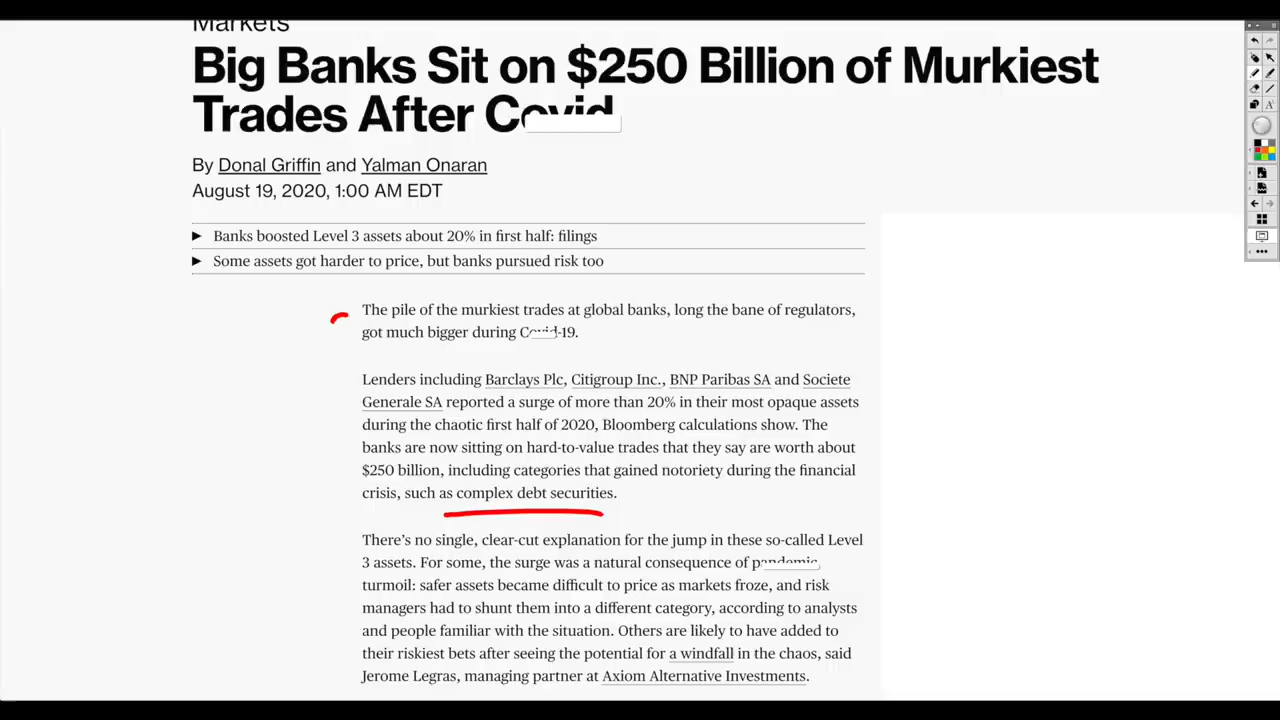 Markets
Big Banks Sit on $250 Billion of Murkiest
Trades After Covid
By Donal Griffin and Yalman Onaran
August 19, 2020, 1:00 AM EDT
► Banks boosted Level 3 assets about 20% in first half: filings
► Some assets got harder to price, but banks pursued risk too
The pile of the murkiest trades at global banks, long the bane of regulators,
got much bigger during Covid-19.
Lenders including Barclays Plc, Citigroup Inc., BNP Paribas SA and Societe
Generale SA reported a surge of more than 20% in their most opaque assets
during the chaotic first half of 2020, Bloomberg calculations show. The
banks are now sitting on hard-to-value trades that they say are worth about
$250 billion, including categories that gained notoriety during the financial
crisis, such as complex debt securities.
There’s no single, clear-cut explanation for the jump in these so-called Level
3 assets. For some, the surge was a natural consequence of pandemic
turmoil: safer assets became difficult to price as markets froze, and risk
managers had to shunt them into a different category, according to analysts
and people familiar with the situation. Others are likely to have added to
their riskiest bets after seeing the potential for a windfall in the chaos, said
Jerome Legras, managing partner at Axiom Alternative Investments.